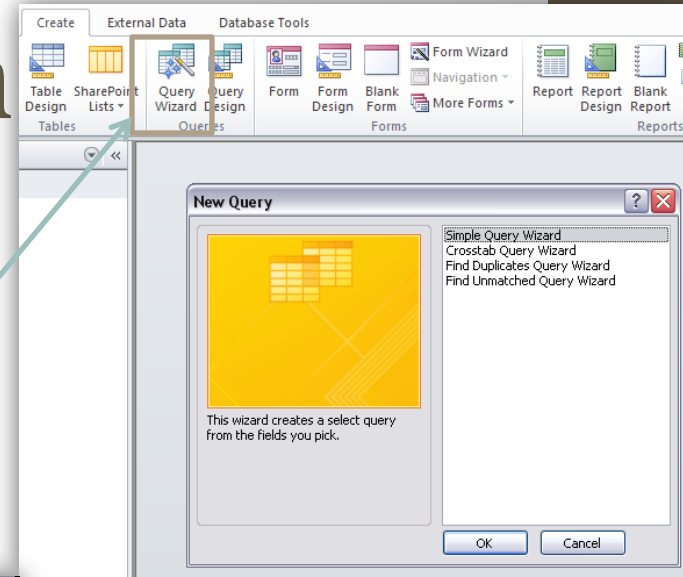 Create External Data Database Tools
Table Design
SharePoint Lists
Query Wizard
Query Design
Form
Form Design
Blank Form
Form Wizard
Navigation
More Forms
Report
Report Design
Blank Report
Tables Queries Forms Reports
«
New Query
?
Simple Query Wizard
Crosstab Query Wizard
Find Duplicates Query Wizard
Find Unmatched Query Wizard
This wizard creates a select query
from the fields you pick.
OK Cancel